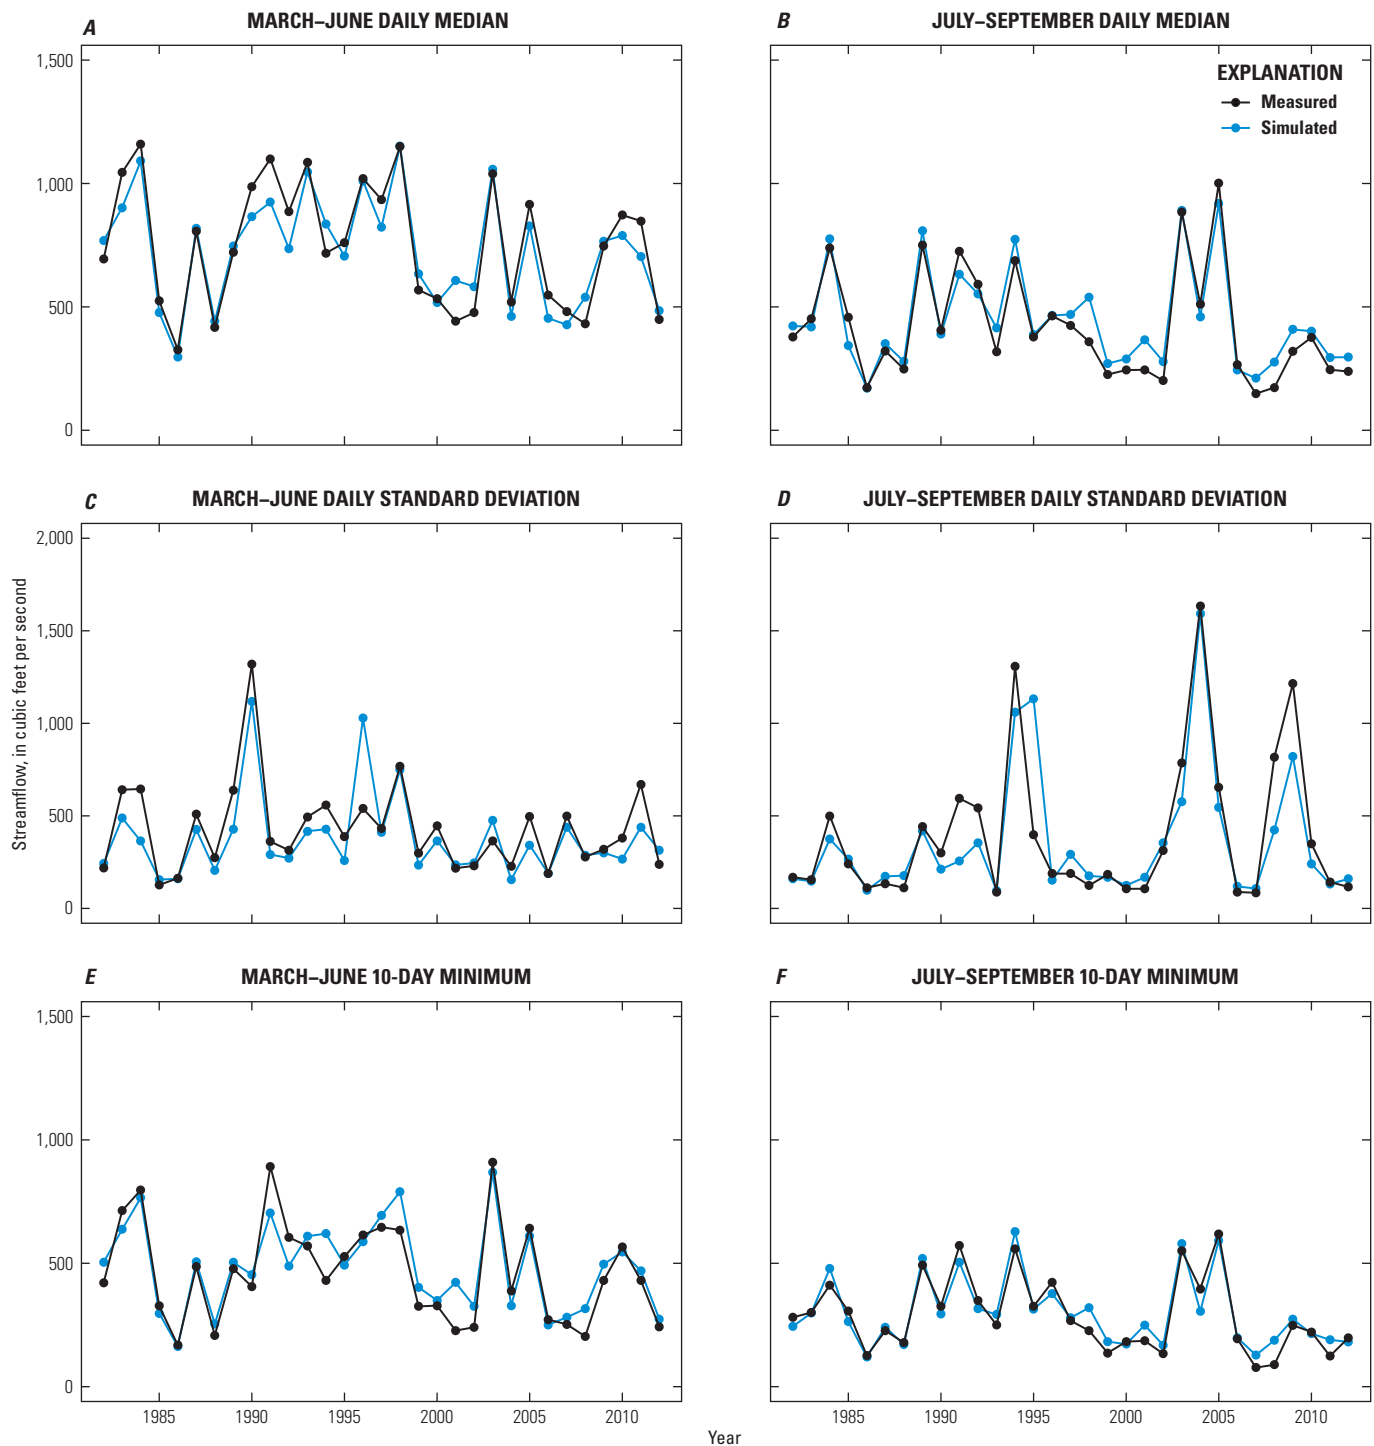 A MARCH–JUNE DAILY MEDIAN
1,500
1,000
500
0
B JULY–SEPTEMBER DAILY MEDIAN
EXPLANATION
Measured
Simulated
C MARCH–JUNE DAILY STANDARD DEVIATION
2,000
1,500
1,000
500
0
D JULY–SEPTEMBER DAILY STANDARD DEVIATION
Streamflow, in cubic feet per second
E MARCH–JUNE 10-DAY MINIMUM
1,500
1,000
500
0
1985 1990 1995 2000 2005 2010
F JULY–SEPTEMBER 10-DAY MINIMUM
1985 1990 1995 2000 2005 2010
Year